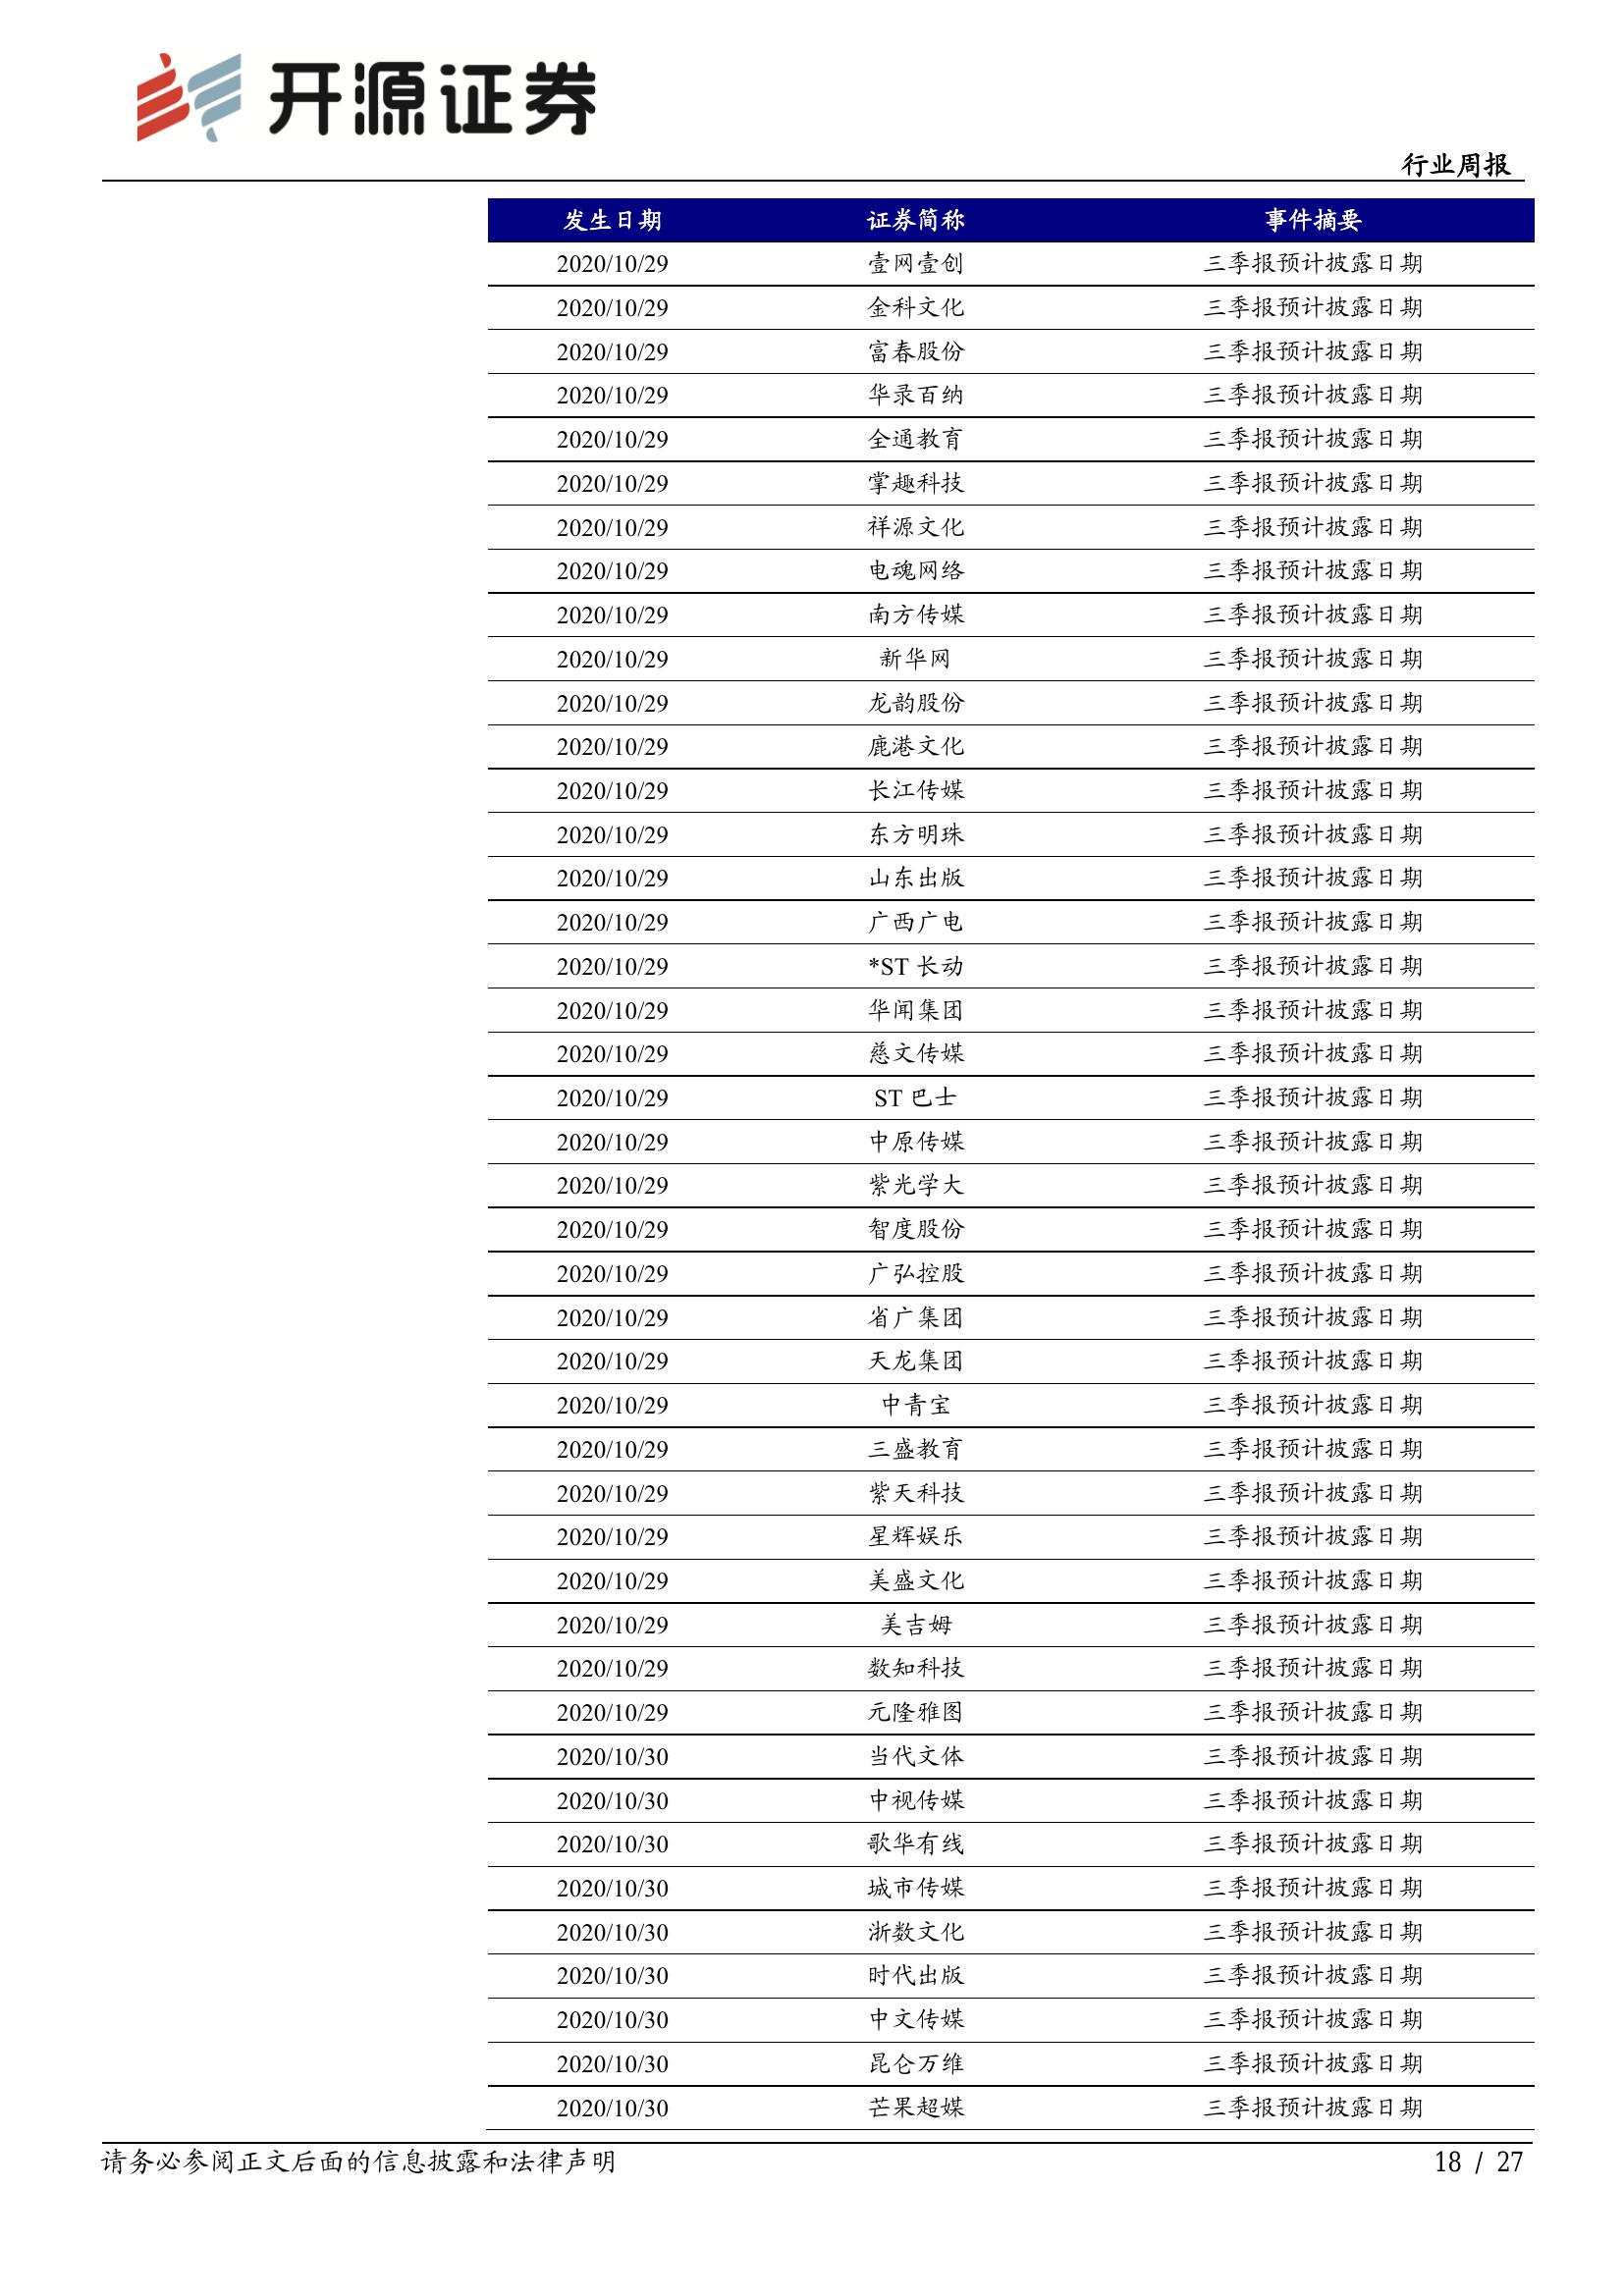 开源证券
行业周报
发生日期 证券简称 事件摘要
2020/10/29 壹网壹创 三季报预计披露日期
2020/10/29 金科文化 三季报预计披露日期
2020/10/29 富春股份 三季报预计披露日期
2020/10/29 华录百纳 三季报预计披露日期
2020/10/29 全通教育 三季报预计披露日期
2020/10/29 掌趣科技 三季报预计披露日期
2020/10/29 祥源文化 三季报预计披露日期
2020/10/29 电魂网络 三季报预计披露日期
2020/10/29 南方传媒 三季报预计披露日期
2020/10/29 新华网 三季报预计披露日期
2020/10/29 龙韵股份 三季报预计披露日期
2020/10/29 鹿港文化 三季报预计披露日期
2020/10/29 长江传媒 三季报预计披露日期
2020/10/29 东方明珠 三季报预计披露日期
2020/10/29 山东出版 三季报预计披露日期
2020/10/29 广西广电 三季报预计披露日期
2020/10/29 *ST 长动 三季报预计披露日期
2020/10/29 华闻集团 三季报预计披露日期
2020/10/29 慈文传媒 三季报预计披露日期
2020/10/29 ST 巴士 三季报预计披露日期
2020/10/29 中原传媒 三季报预计披露日期
2020/10/29 紫光学大 三季报预计披露日期
2020/10/29 智度股份 三季报预计披露日期
2020/10/29 广弘控股 三季报预计披露日期
2020/10/29 省广集团 三季报预计披露日期
2020/10/29 天龙集团 三季报预计披露日期
2020/10/29 中青宝 三季报预计披露日期
2020/10/29 三盛教育 三季报预计披露日期
2020/10/29 紫天科技 三季报预计披露日期
2020/10/29 星辉娱乐 三季报预计披露日期
2020/10/29 美盛文化 三季报预计披露日期
2020/10/29 美吉姆 三季报预计披露日期
2020/10/29 数知科技 三季报预计披露日期
2020/10/29 元隆雅图 三季报预计披露日期
2020/10/30 当代文体 三季报预计披露日期
2020/10/30 中视传媒 三季报预计披露日期
2020/10/30 歌华有线 三季报预计披露日期
2020/10/30 城市传媒 三季报预计披露日期
2020/10/30 浙数文化 三季报预计披露日期
2020/10/30 时代出版 三季报预计披露日期
2020/10/30 中文传媒 三季报预计披露日期
2020/10/30 昆仑万维 三季报预计披露日期
2020/10/30 芒果超媒 三季报预计披露日期
请务必参阅正文后面的信息披露和法律声明 18 / 27